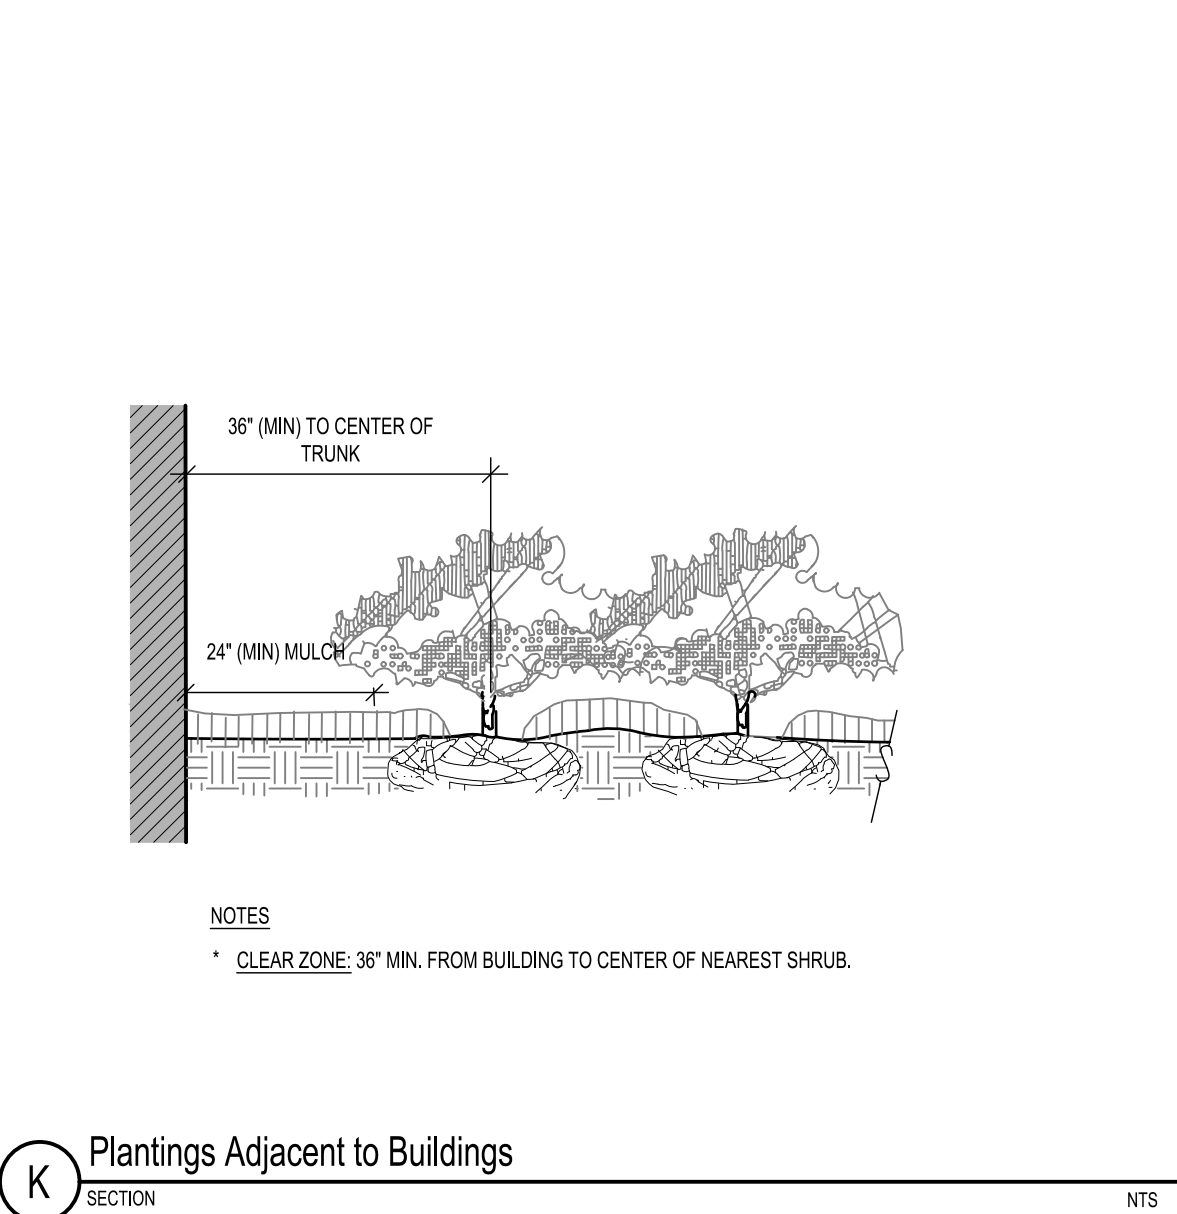 36" (MIN) TO CENTER OF
TRUNK
24" (MIN) MULCH
NOTES
* CLEAR ZONE: 36" MIN. FROM BUILDING TO CENTER OF NEAREST SHRUB.
K
Plantings Adjacent to Buildings
SECTION
NTS